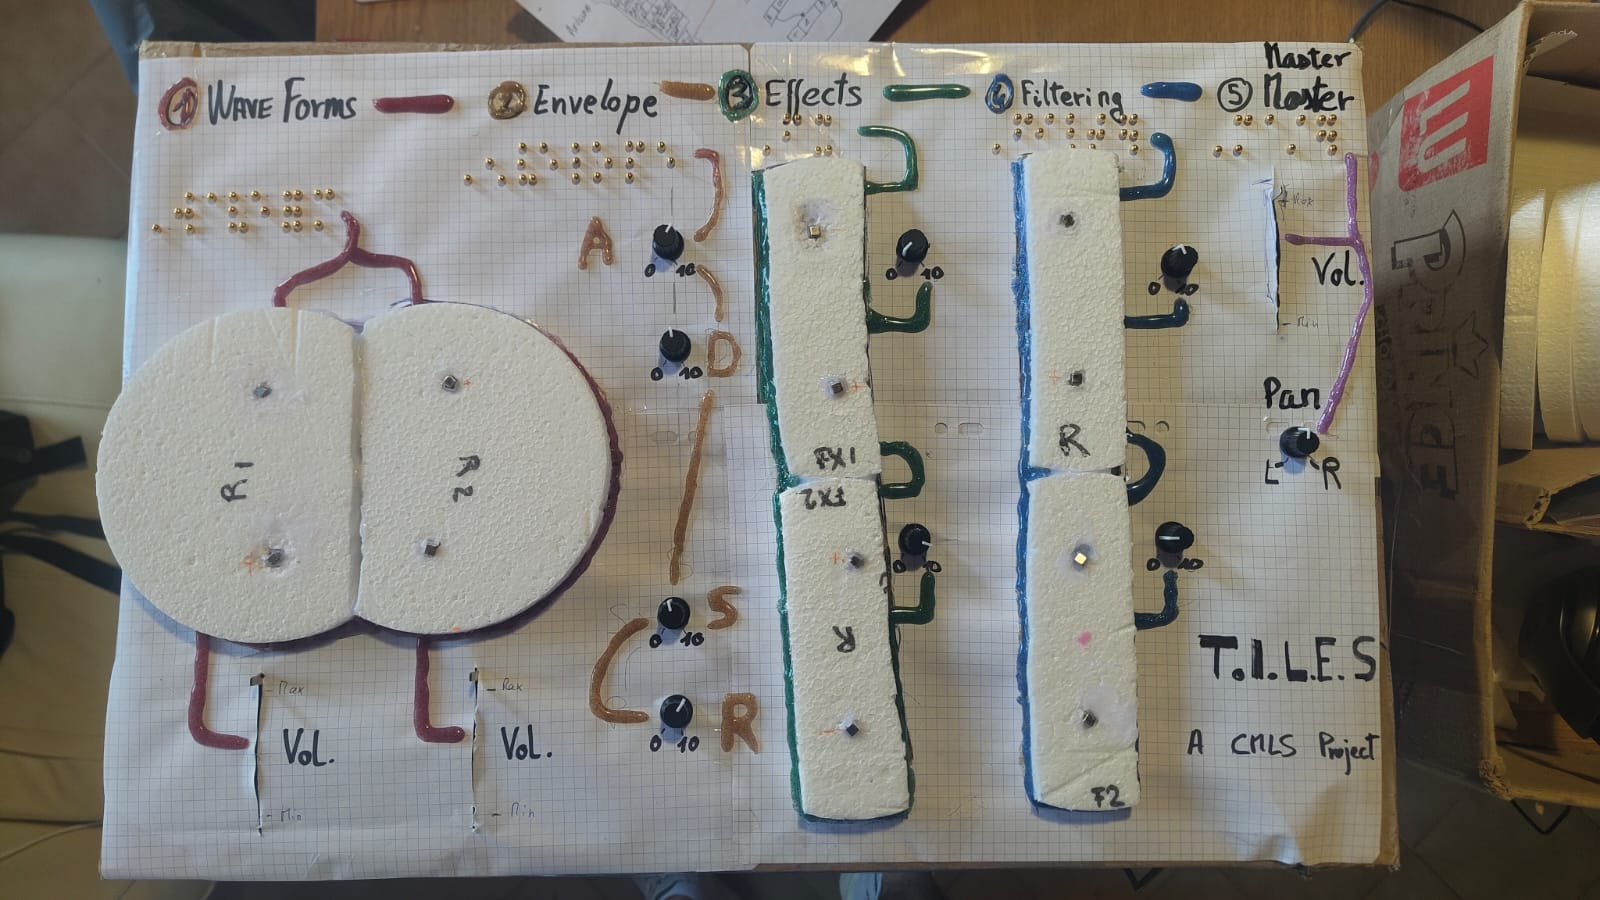 1 WAVE FORMS
2 Envelope
3 Effects
4 Filtering
Master
5 Master
A
0 10
D
0 10
S
0 10
R
0 10
R1
R2
Max
Vol.
Min
Vol.
Min
FX1
FX2
R
0 10
0 10
R
F2
0 10
0 10
Max
Vol.
Min
Pan
L R
T.I.L.E.S
A CMLS Project
PRINCE